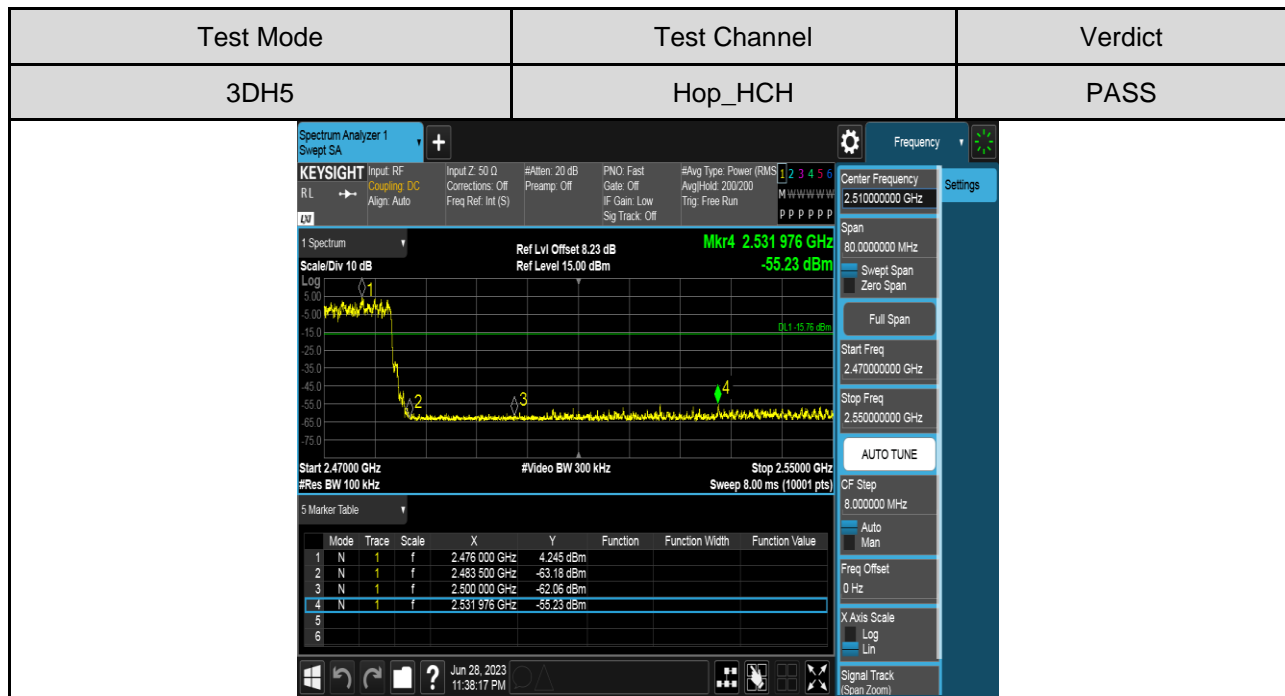 Test Mode Test Channel Verdict
3DH5 Hop_HCH PASS
Spectrum Analyzer 1
Swept SA
+
Frequency
KEYSIGHT Input: RF Input Z: 50 Ω #Atten: 20 dB PNO: Fast #Avg Type: Power (RMS 1 2 3 4 5 6
RL Coupling: DC Corrections: Off Preamp: Off Gate: Off Avg|Hold: 200/200 M W W W W W
Align: Auto Freq Ref: Int (S) IF Gain: Low Trig: Free Run
LXI Sig Track: Off P P P P P P
1 Spectrum Ref Lvl Offset 8.23 dB Mkr4 2.531 976 GHz
Scale/Div 10 dB Ref Level 15.00 dBm -55.23 dBm
Log
5.00
-5.00
-15.0
-25.0
-35.0
-45.0
-55.0
-65.0
-75.0
1
2
3
4
DL1 -15.76 dBm
Start 2.47000 GHz #Video BW 300 kHz Stop 2.55000 GHz
#Res BW 100 kHz Sweep 8.00 ms (10001 pts)
5 Marker Table
Mode Trace Scale X Y Function Function Width Function Value
1 N 1 f 2.476 000 GHz 4.245 dBm
2 N 1 f 2.483 500 GHz -63.18 dBm
3 N 1 f 2.500 000 GHz -62.06 dBm
4 N 1 f 2.531 976 GHz -55.23 dBm
5
6
?
Jun 28, 2023
11:38:17 PM
Settings
Center Frequency
2.510000000 GHz
Span
80.0000000 MHz
Swept Span
Zero Span
Full Span
Start Freq
2.470000000 GHz
Stop Freq
2.550000000 GHz
AUTO TUNE
CF Step
8.000000 MHz
Auto
Man
Freq Offset
0 Hz
X Axis Scale
Log
Lin
Signal Track
(Span Zoom)